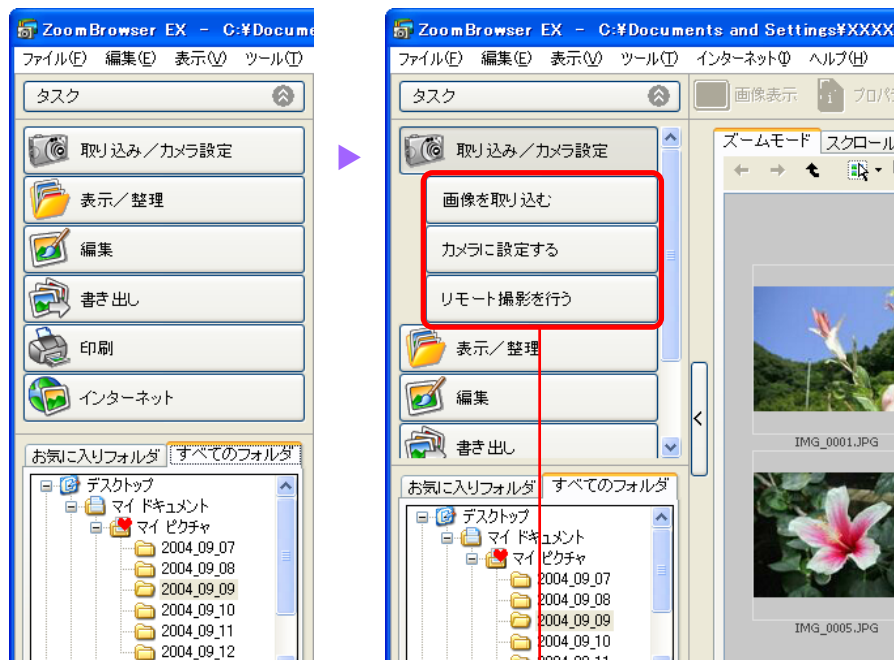 ZoomBrowser EX - C:¥Docume
ファイル(F) 編集(E) 表示(V) ツール(T)
タスク
取り込み／カメラ設定
表示／整理
編集
書き出し
印刷
インターネット
お気に入りフォルダ すべてのフォルダ
デスクトップ
マイ ドキュメント
マイ ピクチャ
2004_09_07
2004_09_08
2004_09_09
2004_09_10
2004_09_11
2004_09_12
ZoomBrowser EX - C:¥Documents and Settings¥XXXX
ファイル(F) 編集(E) 表示(V) ツール(T) インターネット(I) ヘルプ(H)
タスク
画像表示 プロパ
取り込み／カメラ設定
画像を取り込む
カメラに設定する
リモート撮影を行う
表示／整理
編集
書き出し
お気に入りフォルダ すべてのフォルダ
デスクトップ
マイ ドキュメント
マイ ピクチャ
2004_09_07
2004_09_08
2004_09_09
2004_09_10
2004_09_11
ズームモード スクロール
IMG_0001.JPG
IMG_0005.JPG